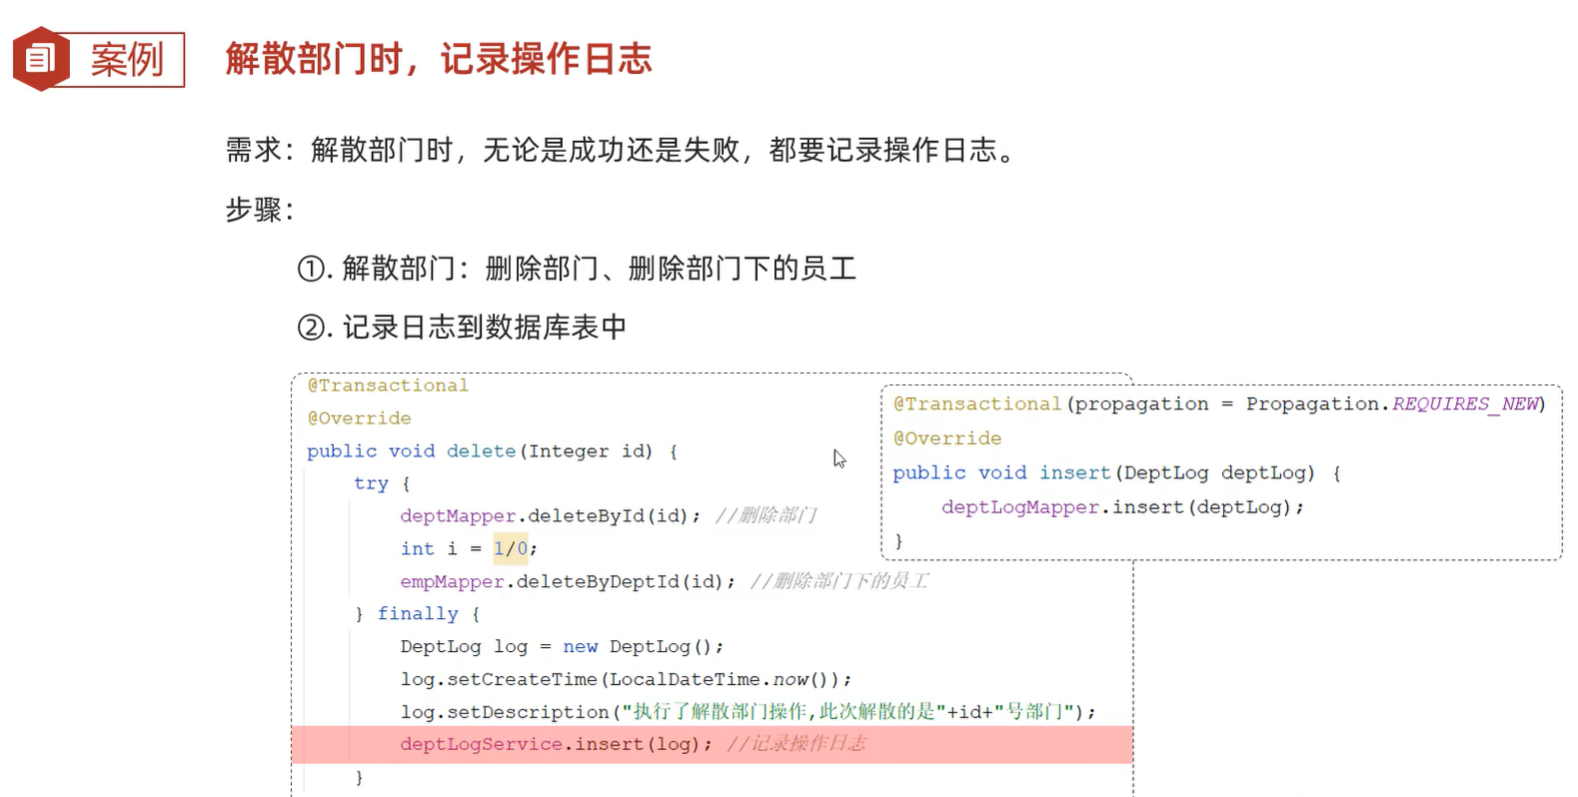 案例
解散部门时，记录操作日志
需求：解散部门时，无论是成功还是失败，都要记录操作日志。
步骤：
①. 解散部门：删除部门、删除部门下的员工
②. 记录日志到数据库表中
@Transactional
@Override
public void delete(Integer id) {
try {
deptMapper.deleteById(id); //删除部门
int i = 1/0;
empMapper.deleteByDeptId(id); //删除部门下的员工
} finally {
DeptLog log = new DeptLog();
log.setCreateTime(LocalDateTime.now());
log.setDescription("执行了解散部门操作,此次解散的是"+id+"号部门");
deptLogService.insert(log); //记录操作日志
}
@Transactional(propagation = Propagation.REQUIRES_NEW)
@Override
public void insert(DeptLog deptLog) {
deptLogMapper.insert(deptLog);
}